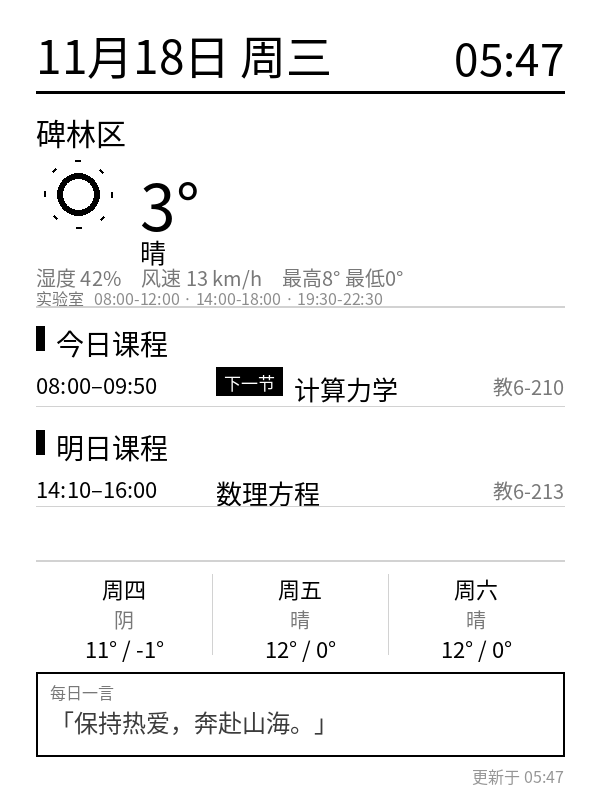 11月18日 周三 05:47
碑林区
3°
晴
湿度 42% 风速 13 km/h 最高8° 最低0°
实验室 08:00-12:00 · 14:00-18:00 · 19:30-22:30
今日课程
08:00–09:50 下一节 计算力学 教6-210
明日课程
14:10–16:00 数理方程 教6-213
周四 周五 周六
阴 晴 晴
11° / -1° 12° / 0° 12° / 0°
每日一言
「保持热爱，奔赴山海。」
更新于 05:47